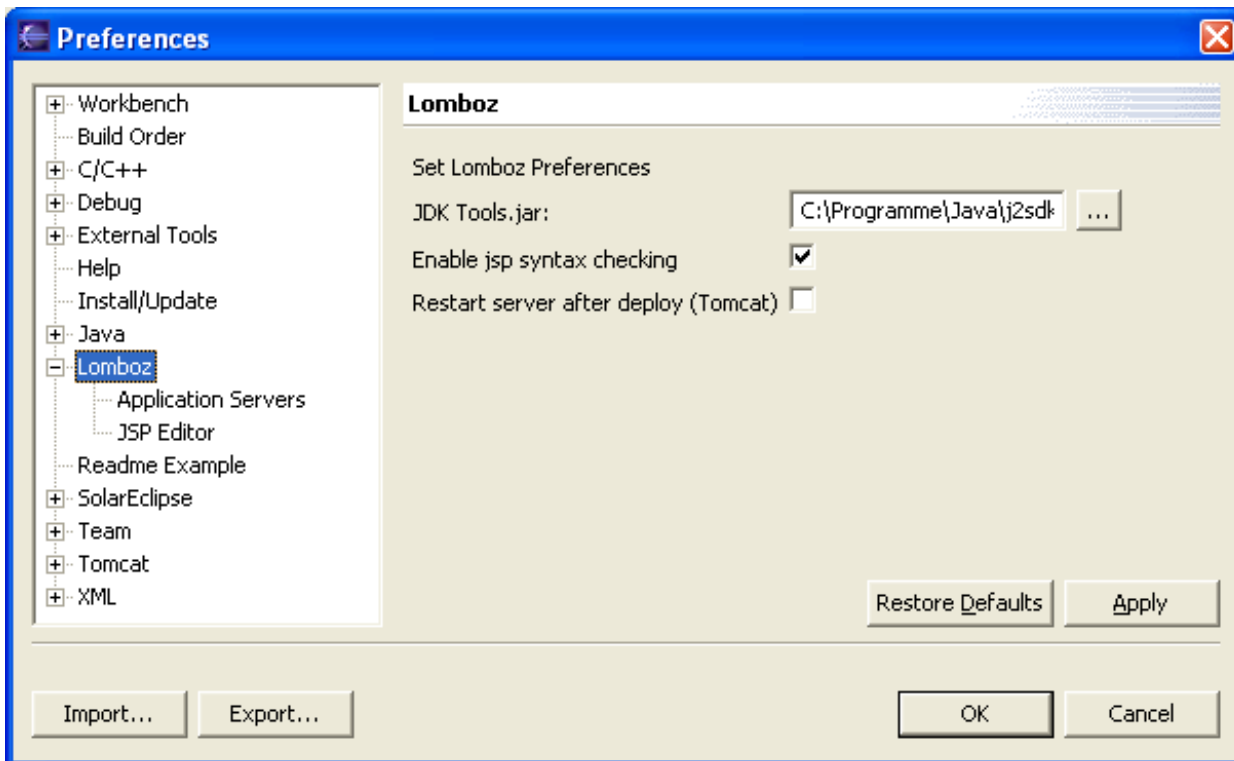 Preferences
Workbench
Build Order
C/C++
Debug
External Tools
Help
Install/Update
Java
Lomboz
Application Servers
JSP Editor
Readme Example
SolarEclipse
Team
Tomcat
XML
Lomboz
Set Lomboz Preferences
JDK Tools.jar: C:\Programme\Java\j2sdk ...
Enable jsp syntax checking
Restart server after deploy (Tomcat)
Restore Defaults Apply
Import... Export... OK Cancel